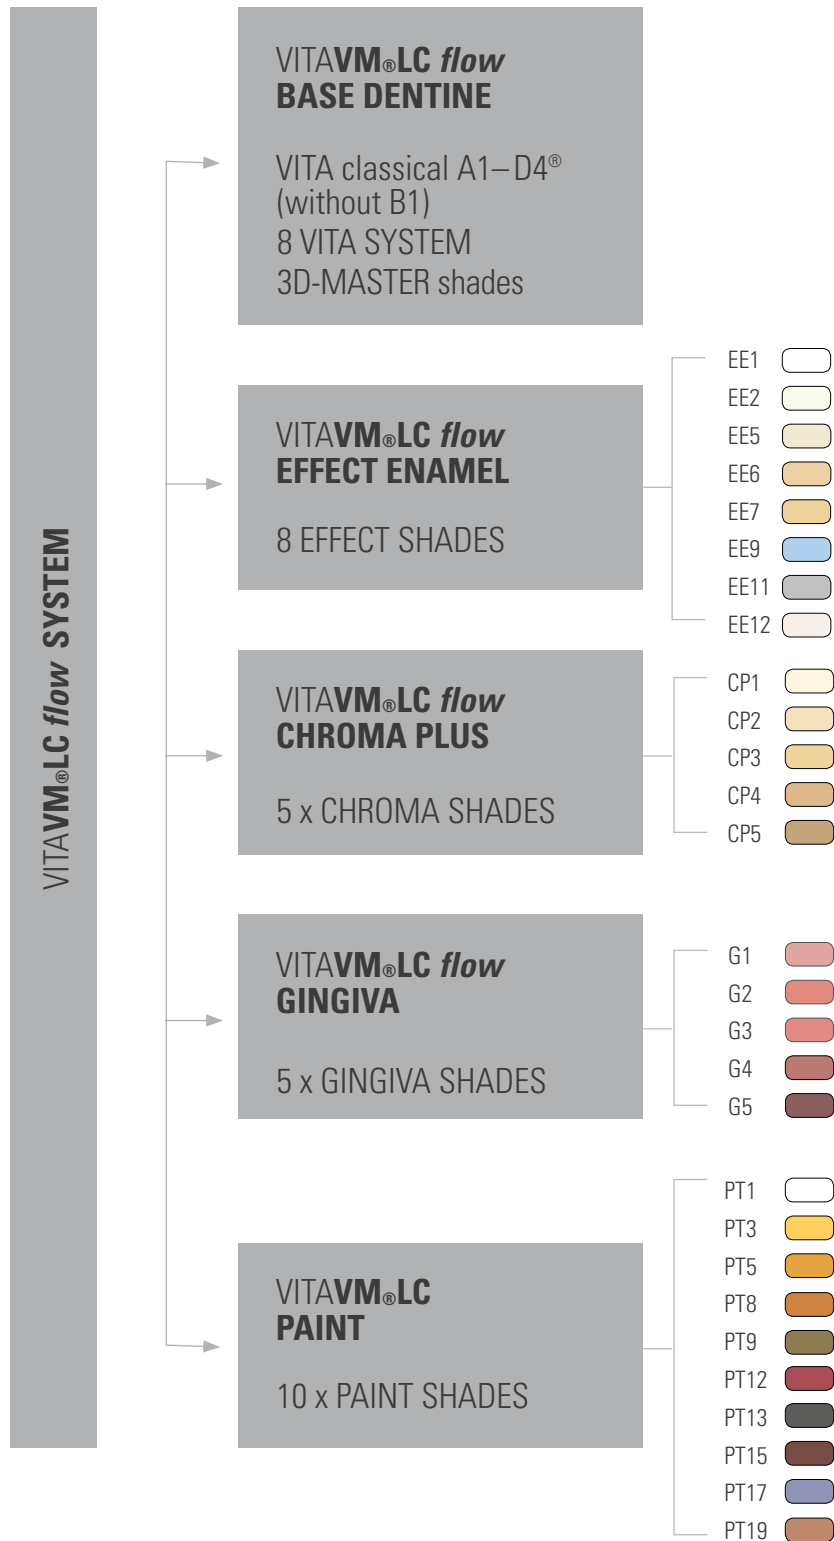 VITAVM®LC flow SYSTEM
VITAVM®LC flow
BASE DENTINE
VITA classical A1–D4®
(without B1)
8 VITA SYSTEM
3D-MASTER shades
VITAVM®LC flow
EFFECT ENAMEL
8 EFFECT SHADES
EE1
EE2
EE5
EE6
EE7
EE9
EE11
EE12
VITAVM®LC flow
CHROMA PLUS
5 x CHROMA SHADES
CP1
CP2
CP3
CP4
CP5
VITAVM®LC flow
GINGIVA
5 x GINGIVA SHADES
G1
G2
G3
G4
G5
VITAVM®LC
PAINT
10 x PAINT SHADES
PT1
PT3
PT5
PT8
PT9
PT12
PT13
PT15
PT17
PT19